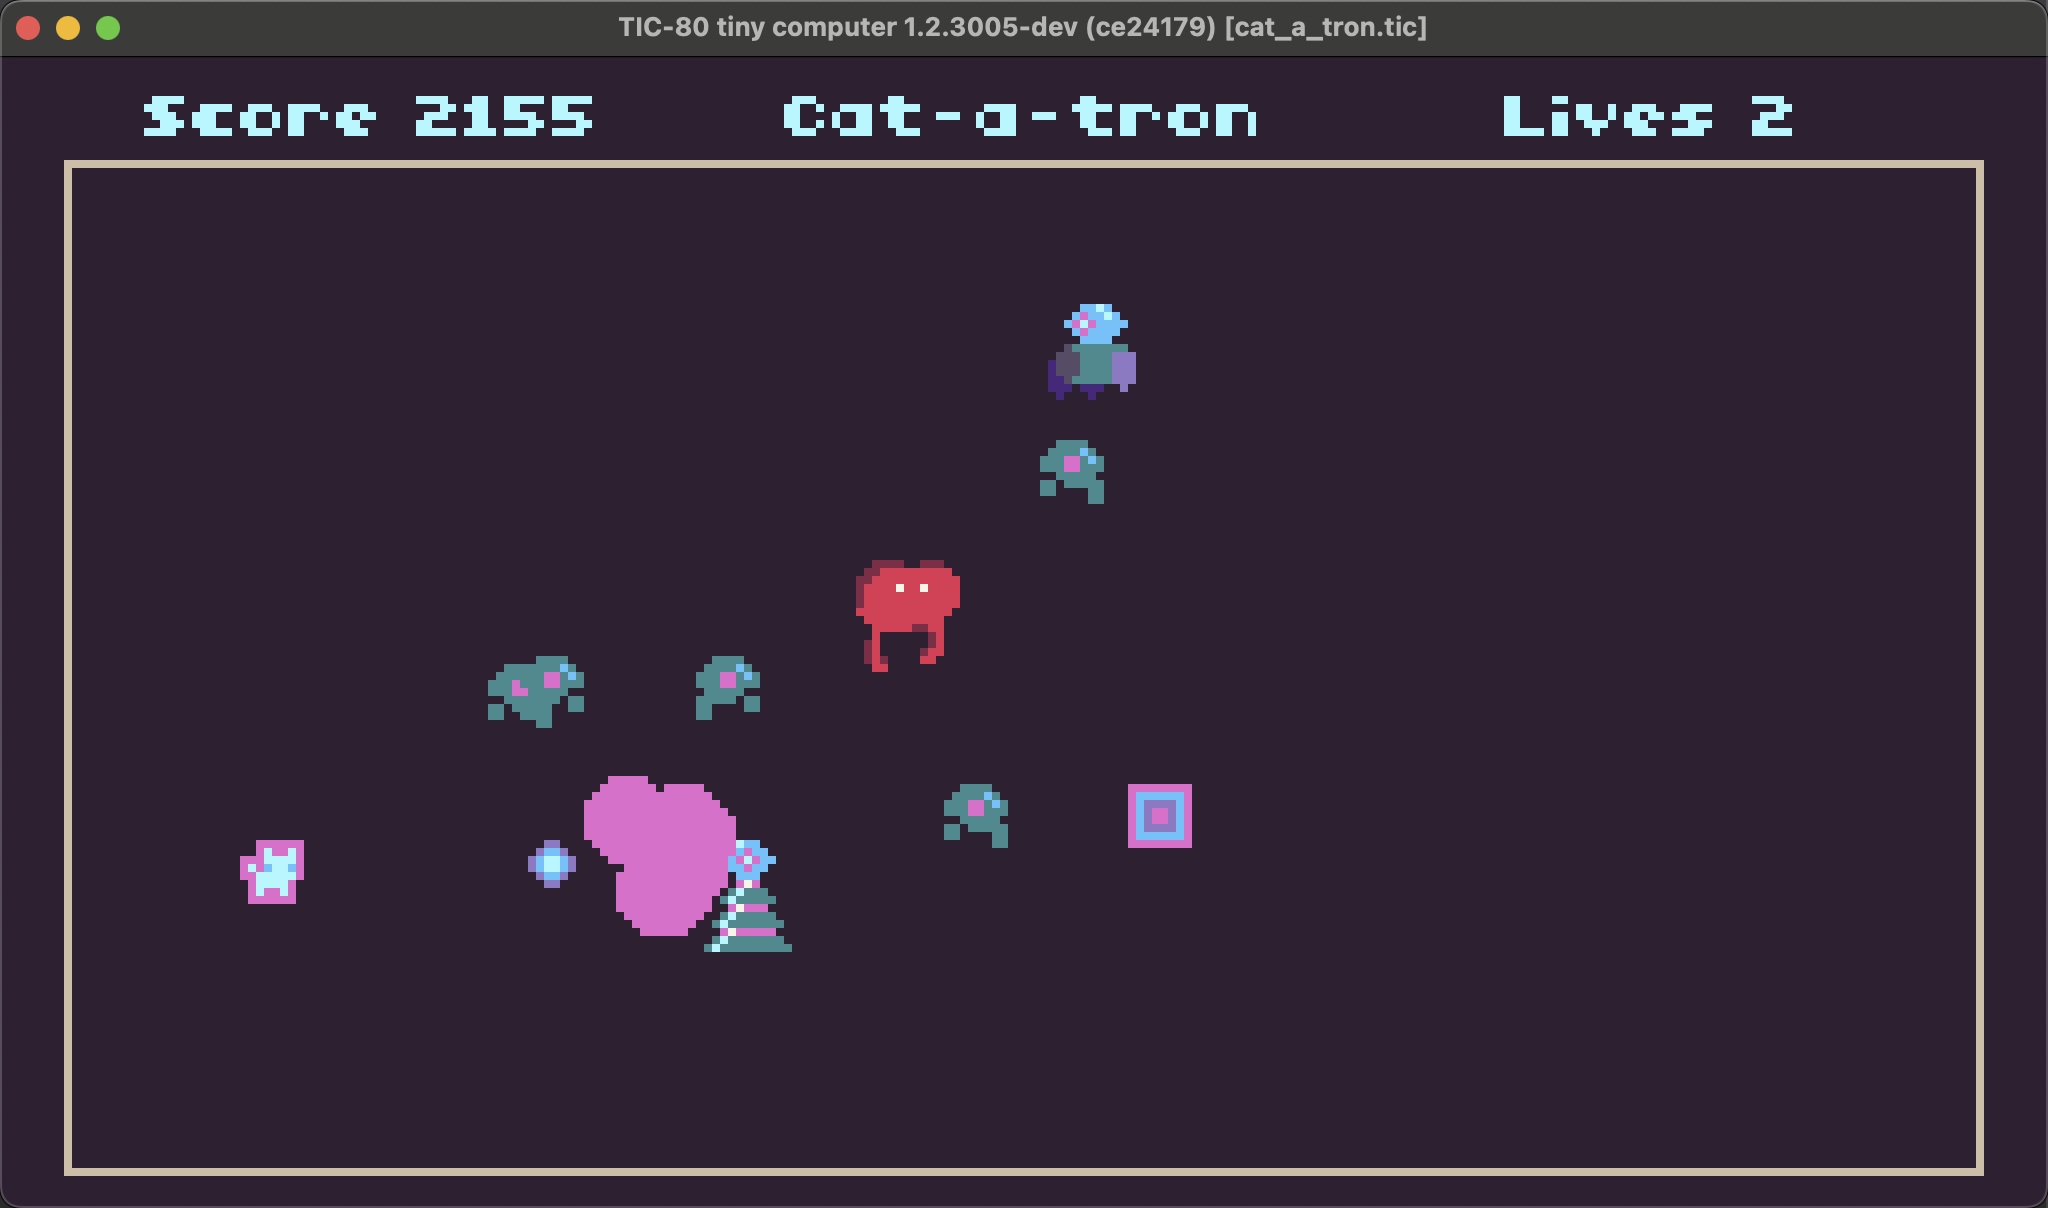 TIC-80 tiny computer 1.2.3005-dev (ce24179) [cat_a_tron.tic]
Score 2155 Cat-a-tron Lives 2